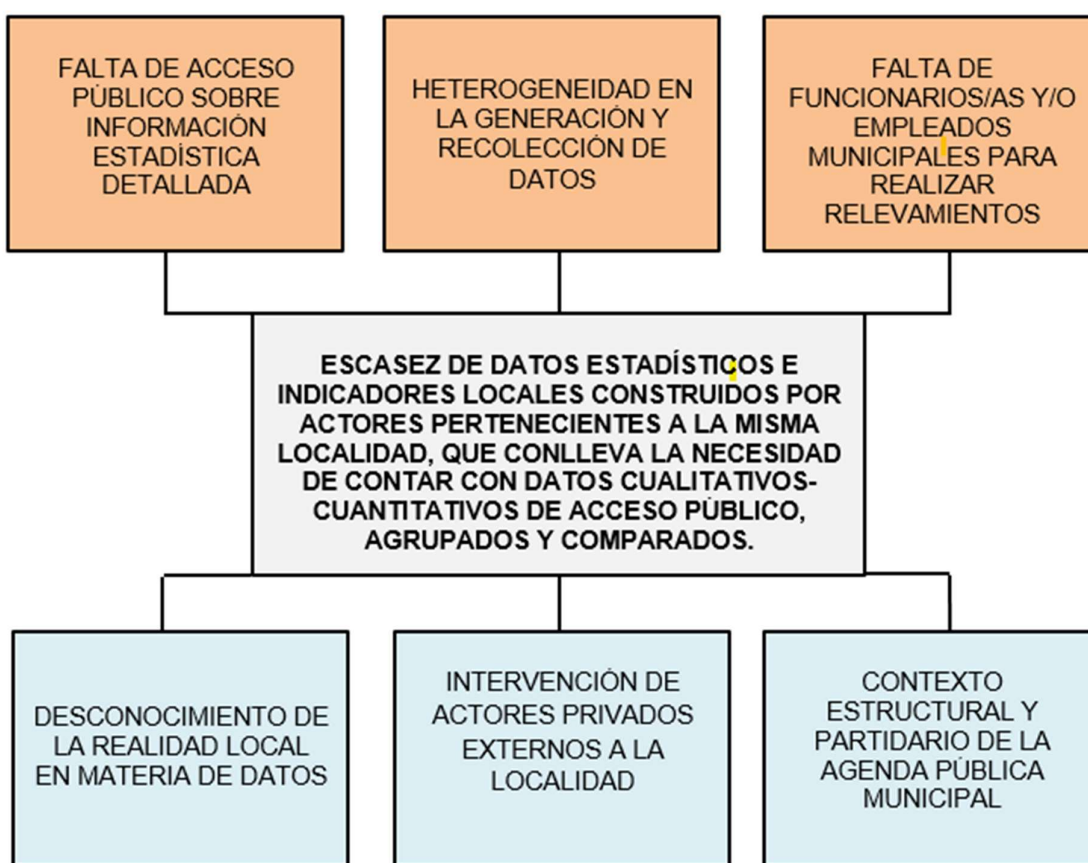 FALTA DE ACCESO
PÚBLICO SOBRE
INFORMACIÓN
ESTADÍSTICA
DETALLADA
HETEROGENEIDAD EN
LA GENERACIÓN Y
RECOLECCIÓN DE
DATOS
FALTA DE
FUNCIONARIOS/AS Y/O
EMPLEADOS
MUNICIPALES PARA
REALIZAR
RELEVAMIENTOS
ESCASEZ DE DATOS ESTADÍSTICOS E
INDICADORES LOCALES CONSTRUIDOS POR
ACTORES PERTENECIENTES A LA MISMA
LOCALIDAD, QUE CONLLEVA LA NECESIDAD
DE CONTAR CON DATOS CUALITATIVOS-
CUANTITATIVOS DE ACCESO PÚBLICO,
AGRUPADOS Y COMPARADOS.
DESCONOCIMIENTO DE
LA REALIDAD LOCAL
EN MATERIA DE DATOS
INTERVENCIÓN DE
ACTORES PRIVADOS
EXTERNOS A LA
LOCALIDAD
CONTEXTO
ESTRUCTURAL Y
PARTIDARIO DE LA
AGENDA PÚBLICA
MUNICIPAL